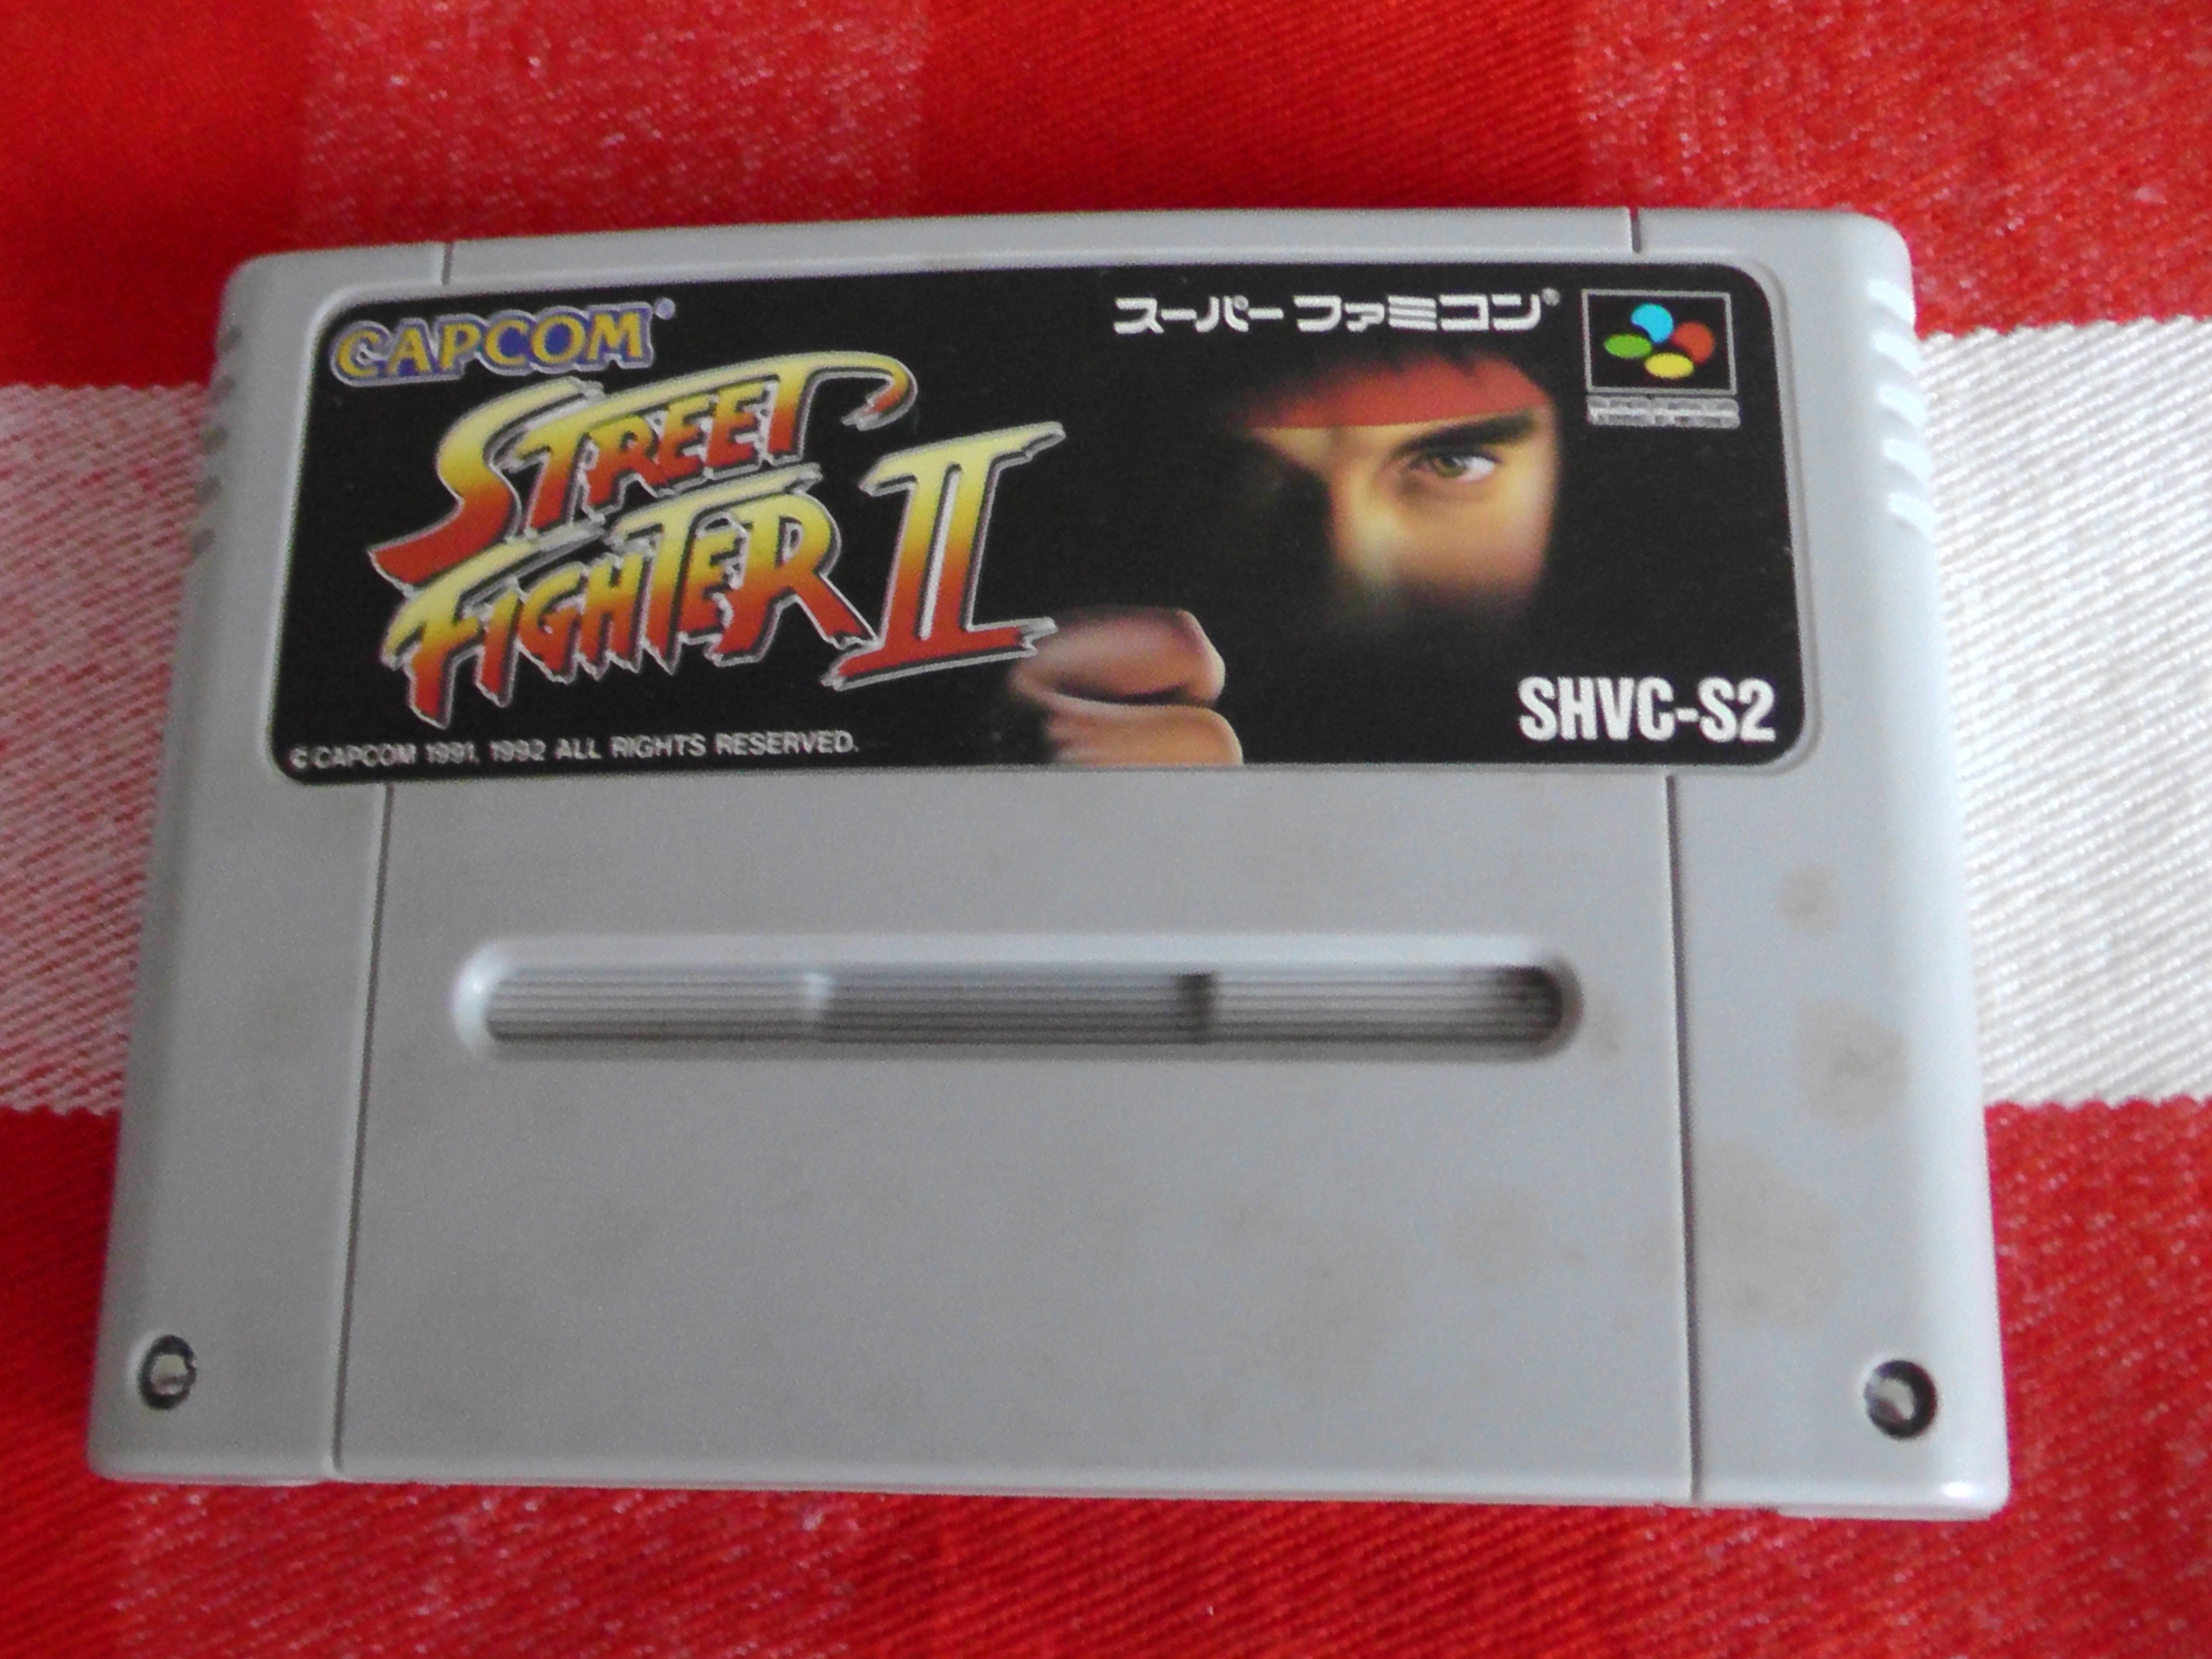 CAPCOM®
スーパーファミコン®
STREET
FIGHTER II
SHVC-S2
© CAPCOM 1991, 1992 ALL RIGHTS RESERVED.